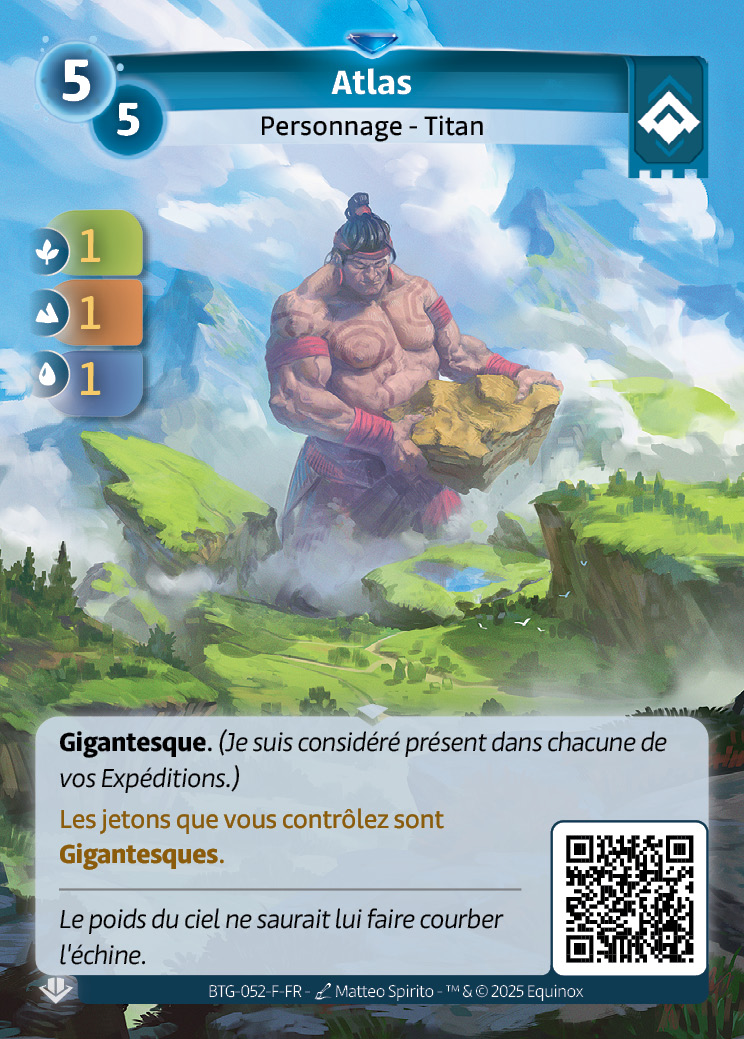 5
5
Atlas
Personnage - Titan
1
1
1
Gigantesque. (Je suis considéré présent dans chacune de
vos Expéditions.)
Les jetons que vous contrôlez sont
Gigantesques.
Le poids du ciel ne saurait lui faire courber
l'échine.
BTG-052-F-FR - Matteo Spirito - ™ & © 2025 Equinox